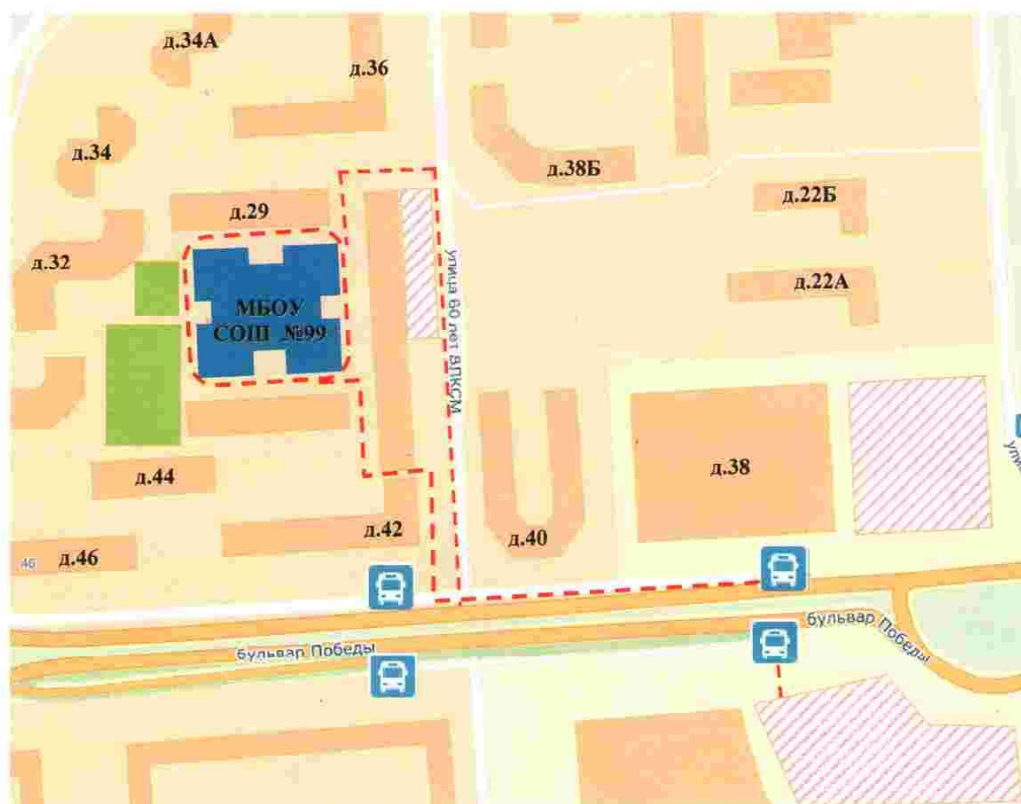 д.34А
д.36
д.34
д.38Б
д.22Б
д.29
д.32
улица 60 лет ВЛКСМ
д.22А
МБОУ
СОШ №99
д.38
д.44
д.42
д.40
46
д.46
бульвар Победы
бульвар Победы